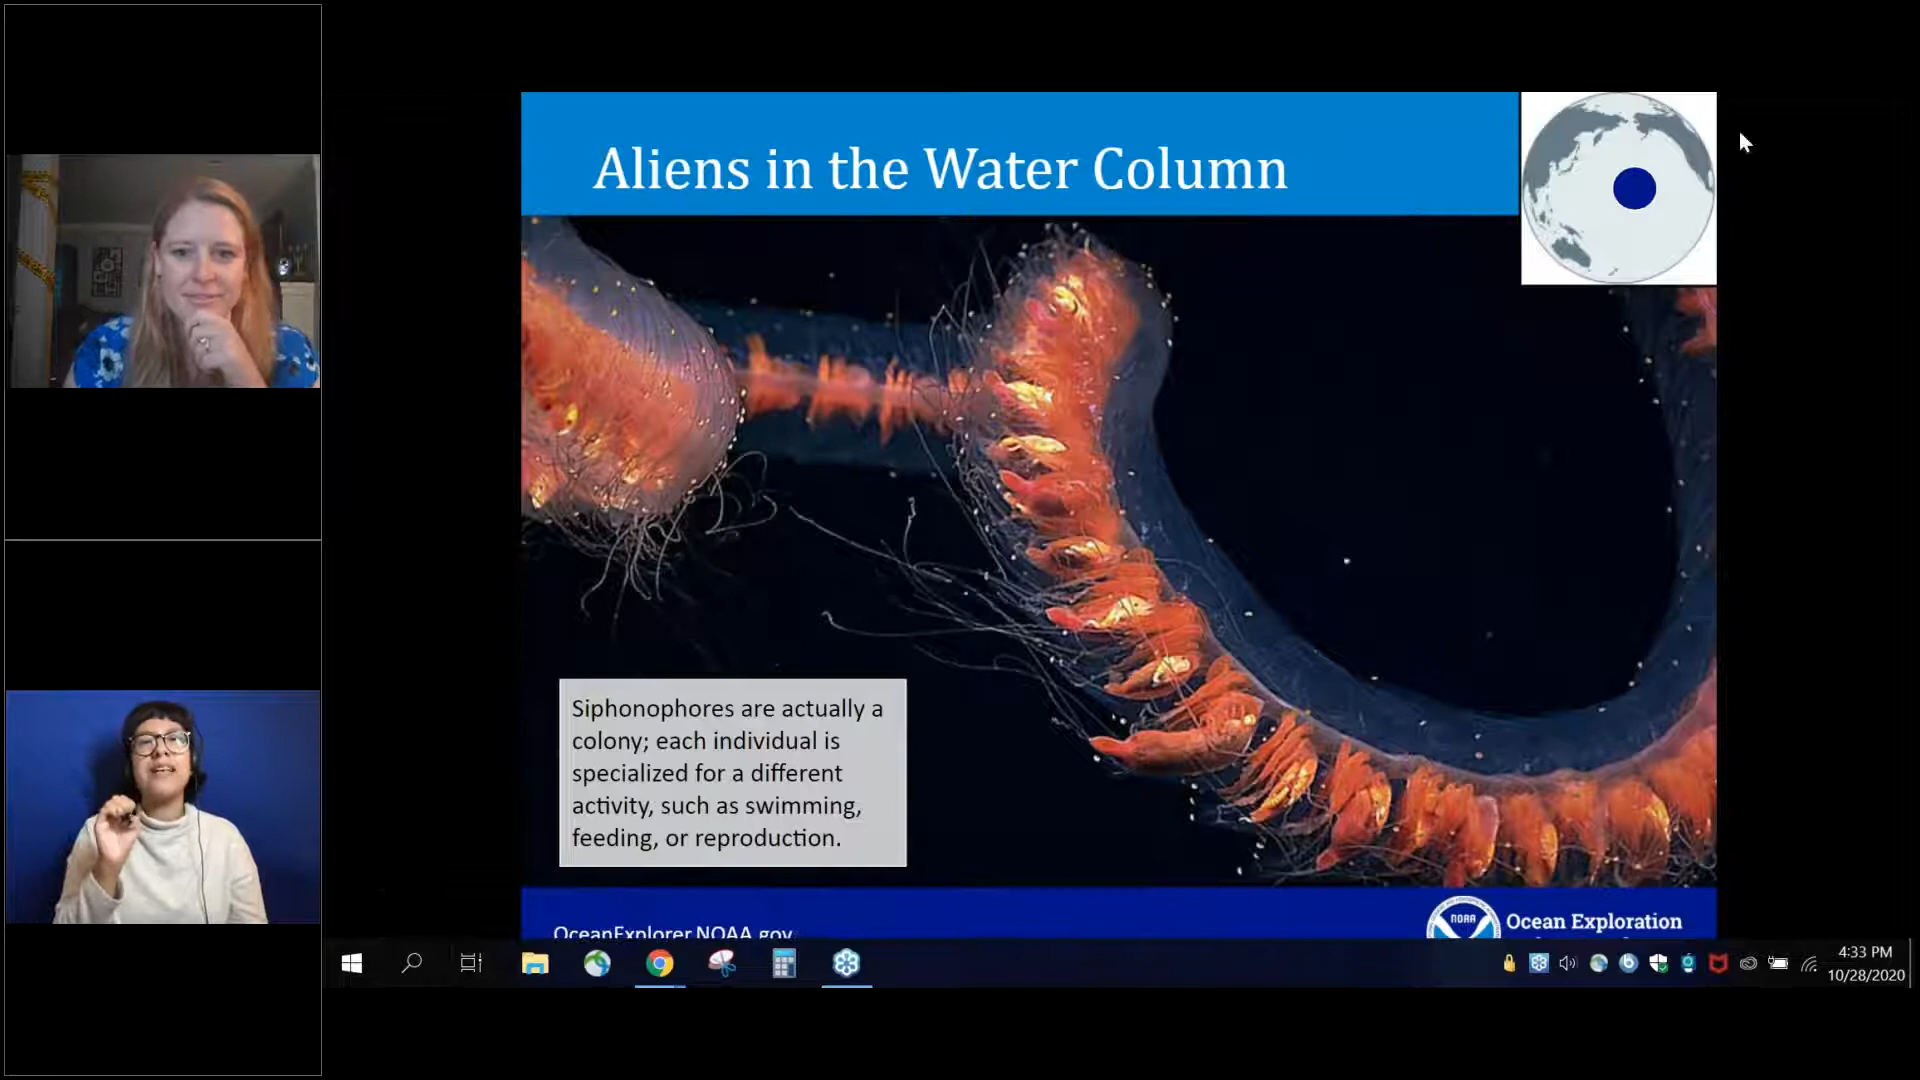 Aliens in the Water Column
Siphonophores are actually a
colony; each individual is
specialized for a different
activity, such as swimming,
feeding, or reproduction.
OceanExplorer.NOAA.gov
NOAA
Ocean Exploration
4:33 PM
10/28/2020